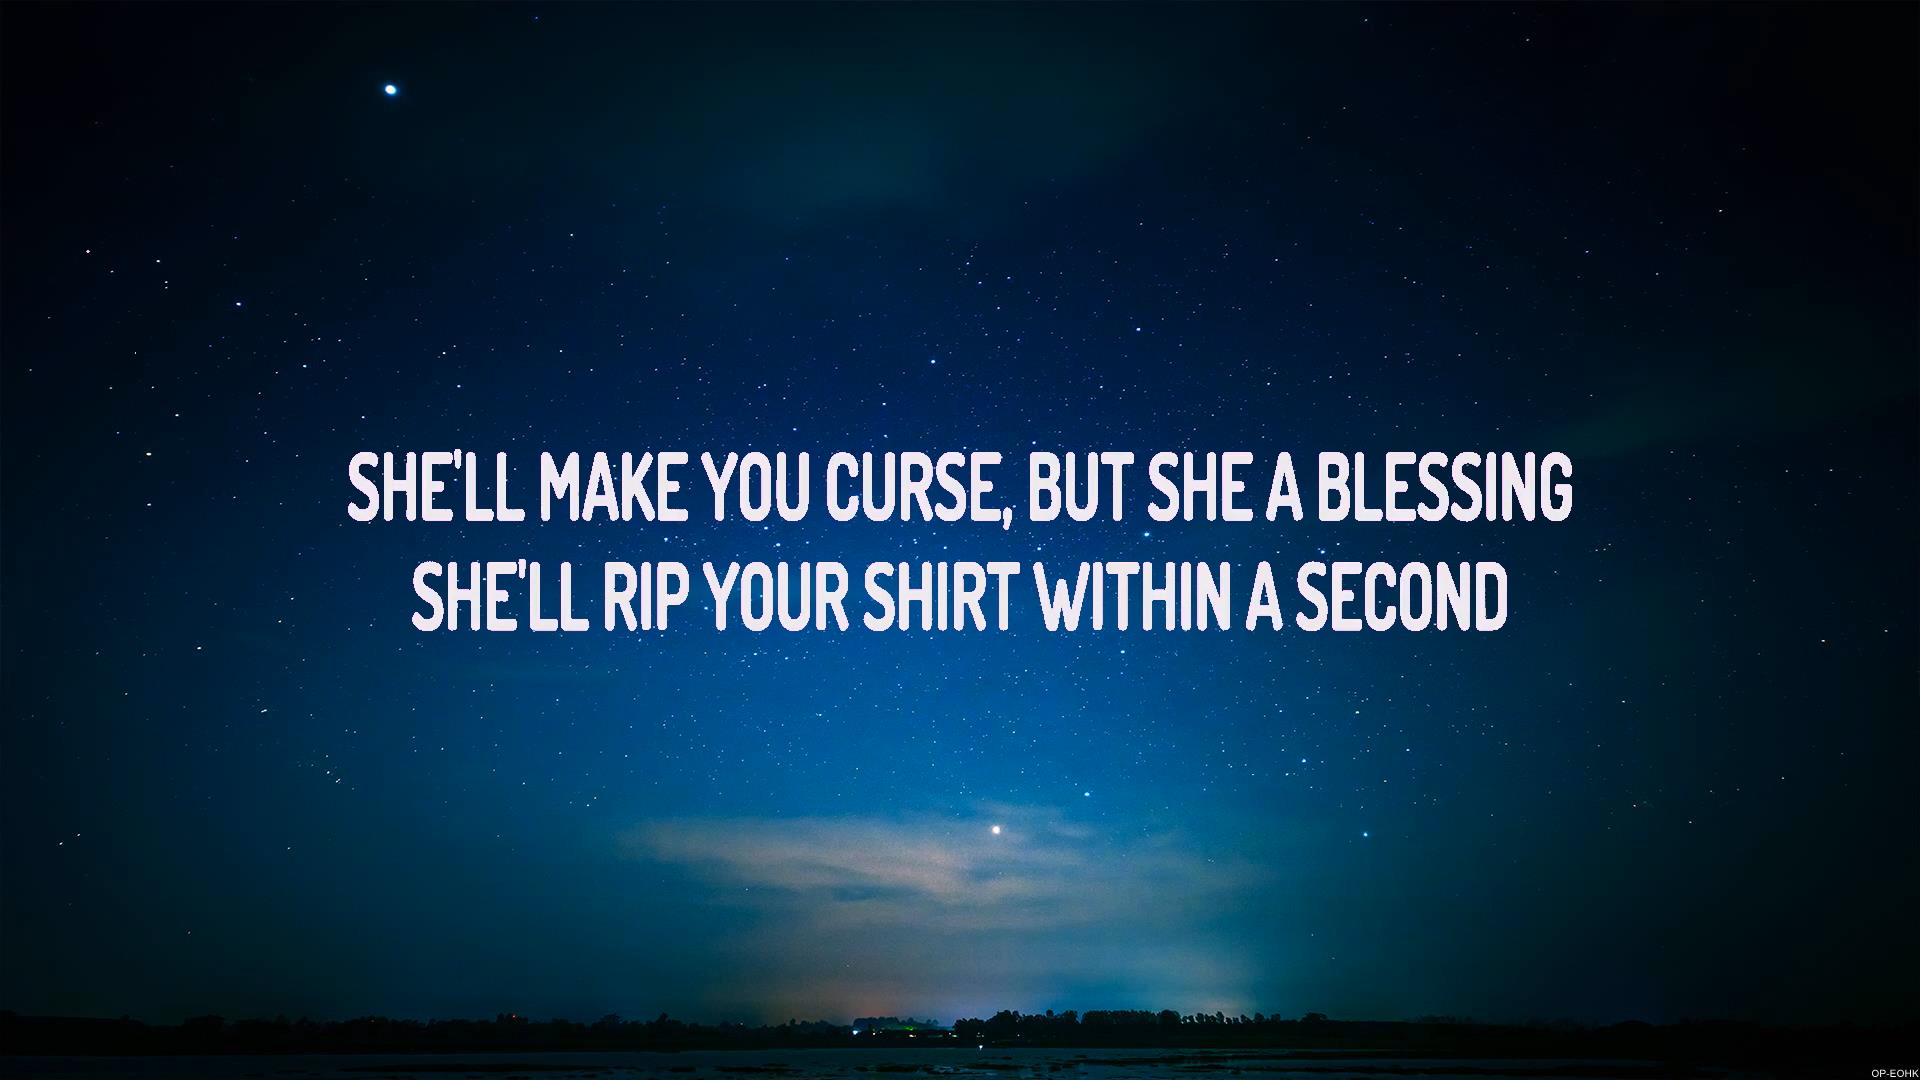 SHE'LL MAKE YOU CURSE, BUT SHE A BLESSING
SHE'LL RIP YOUR SHIRT WITHIN A SECOND
OP-EOHK